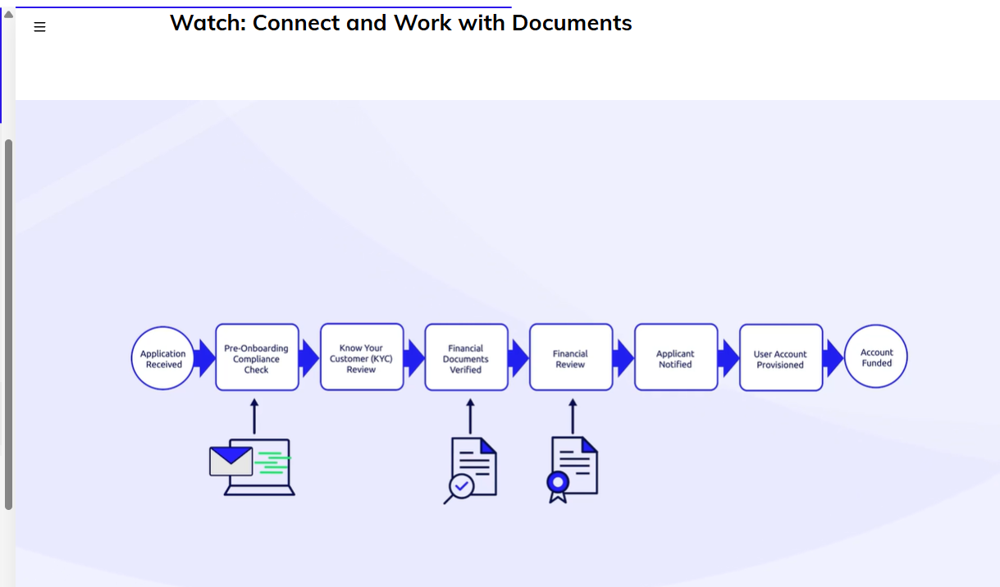 Watch: Connect and Work with Documents
Application
Received
Pre-Onboarding
Compliance
Check
Know Your
Customer (KYC)
Review
Financial
Documents
Verified
Financial
Review
Applicant
Notified
User Account
Provisioned
Account
Funded